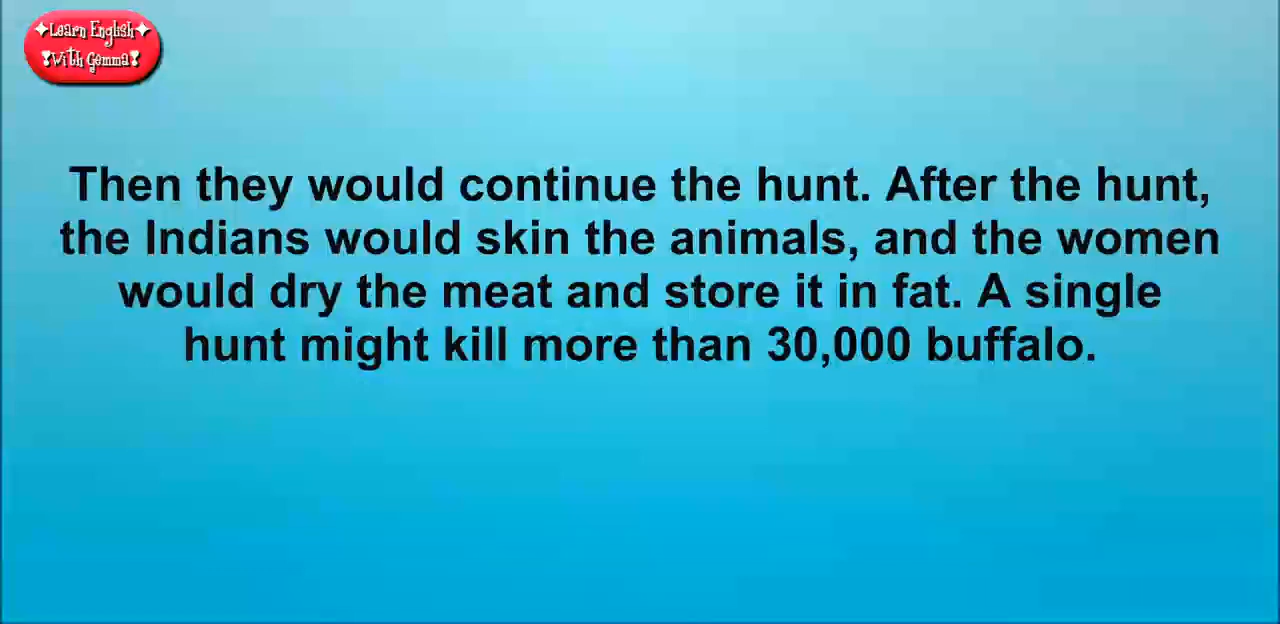 Learn English
With Gemma
Then they would continue the hunt. After the hunt,
the Indians would skin the animals, and the women
would dry the meat and store it in fat. A single
hunt might kill more than 30,000 buffalo.